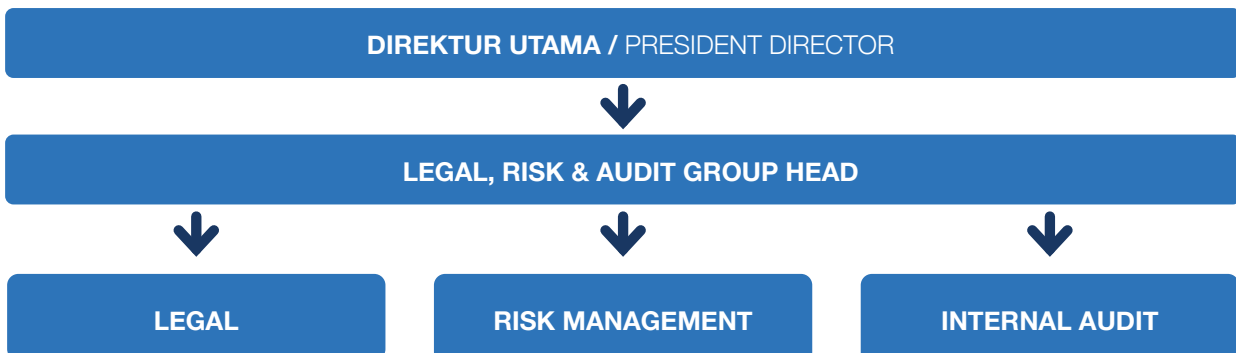 DIREKTUR UTAMA / PRESIDENT DIRECTOR
LEGAL, RISK & AUDIT GROUP HEAD
LEGAL
RISK MANAGEMENT
INTERNAL AUDIT